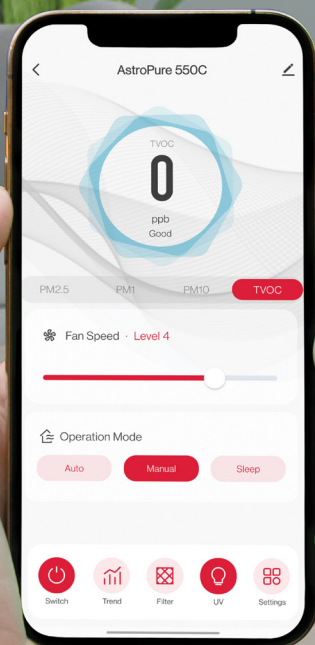 AstroPure 550C
TVOC
0
ppb
Good
PM2.5 PM1 PM10 TVOC
Fan Speed · Level 4
Operation Mode
Auto Manual Sleep
Switch Trend Filter UV Settings